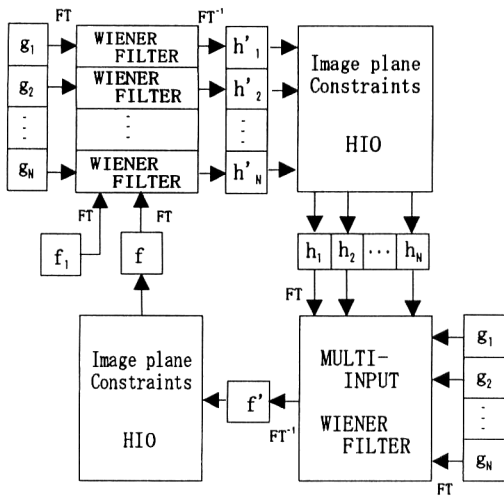 FT
FT⁻¹
g₁
WIENER
FILTER
h'₁
g₂
WIENER
FILTER
h'₂
⋮
⋮
⋮
g_N
WIENER
FILTER
h'_N
Image plane
Constraints
HIO
FT
FT
f₁
f
h₁ h₂ ⋯ h_N
FT
Image plane
Constraints
HIO
f'
FT⁻¹
MULTI-
INPUT
WIENER
FILTER
g₁
g₂
⋮
g_N
FT